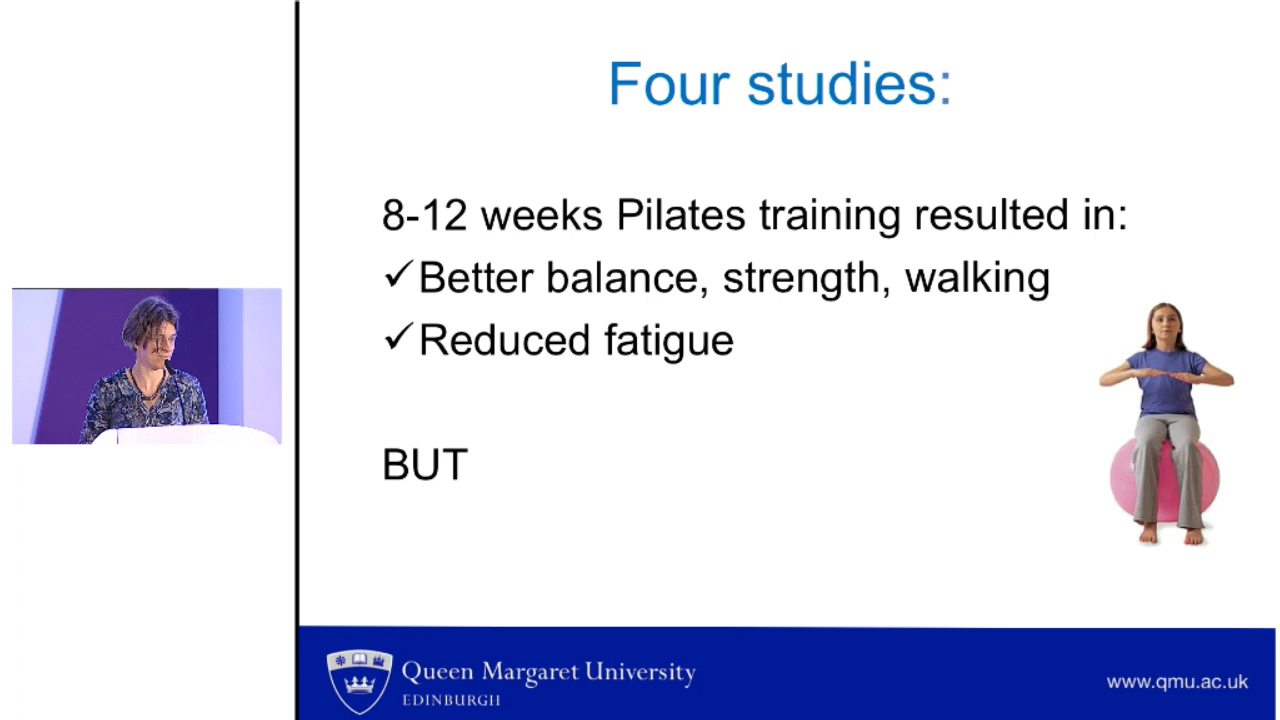 Four studies:
8-12 weeks Pilates training resulted in:
✓Better balance, strength, walking
✓Reduced fatigue
BUT
Queen Margaret University
EDINBURGH
www.qmu.ac.uk